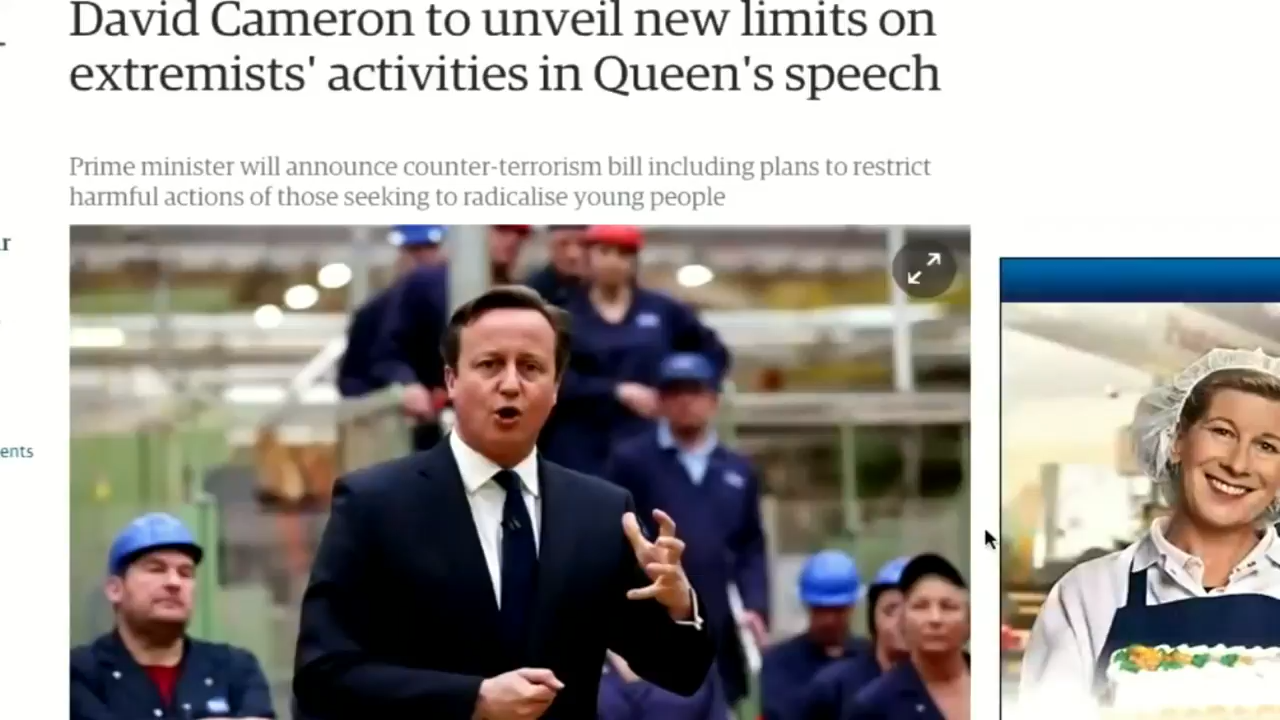 David Cameron to unveil new limits on
extremists' activities in Queen's speech
Prime minister will announce counter-terrorism bill including plans to restrict
harmful actions of those seeking to radicalise young people
ents